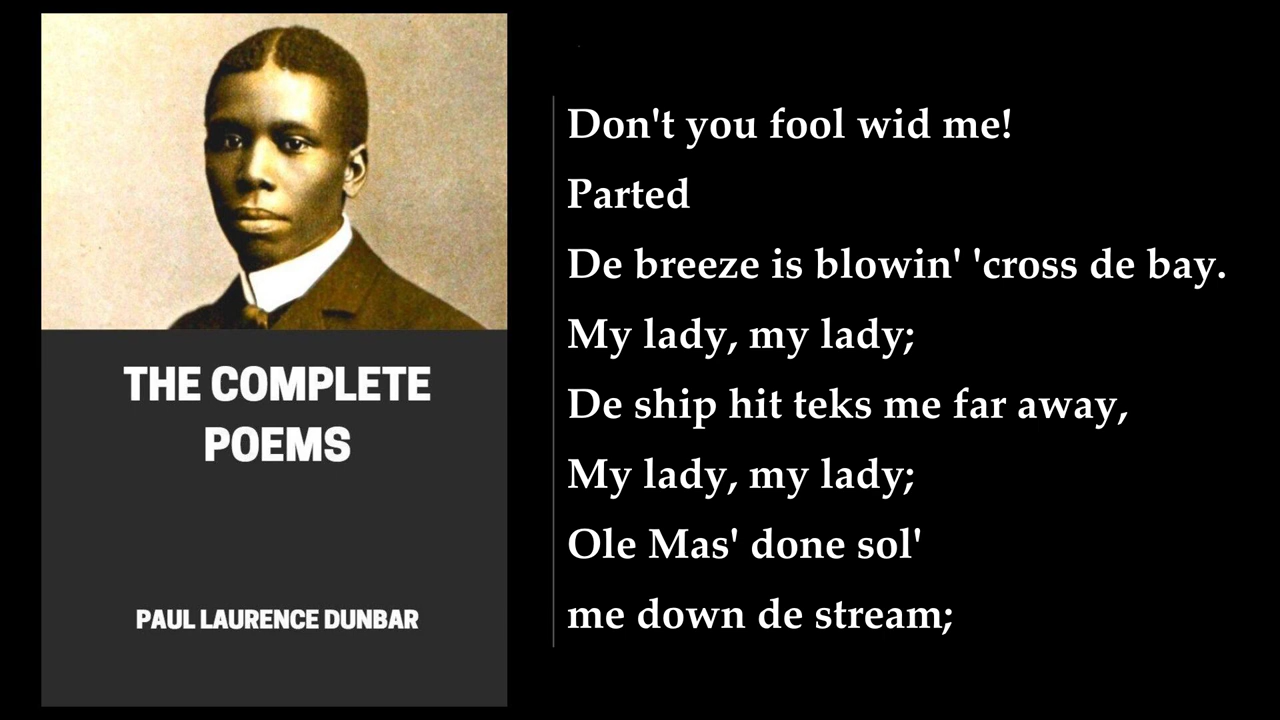 THE COMPLETE
POEMS
PAUL LAURENCE DUNBAR
Don't you fool wid me!
Parted
De breeze is blowin' 'cross de bay.
My lady, my lady;
De ship hit teks me far away,
My lady, my lady;
Ole Mas' done sol'
me down de stream;